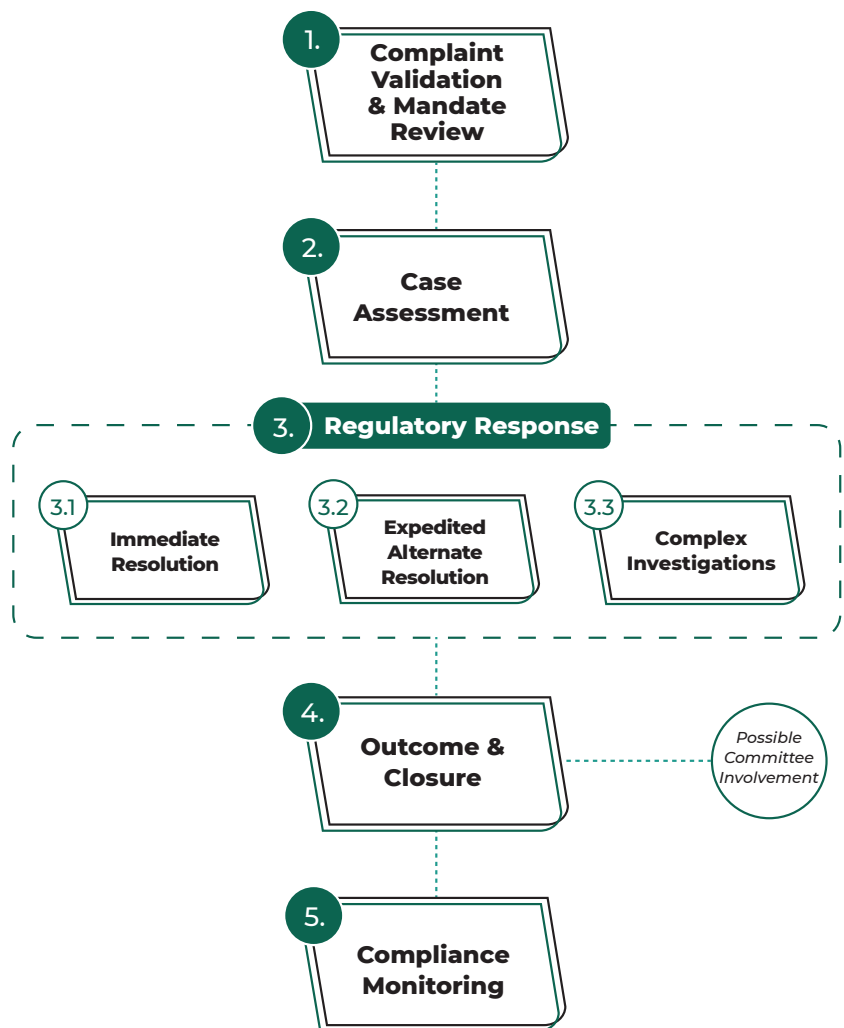 1.
Complaint
Validation
& Mandate
Review
2.
Case
Assessment
3.
Regulatory Response
3.1
Immediate
Resolution
3.2
Expedited
Alternate
Resolution
3.3
Complex
Investigations
4.
Outcome &
Closure
Possible
Committee
Involvement
5.
Compliance
Monitoring